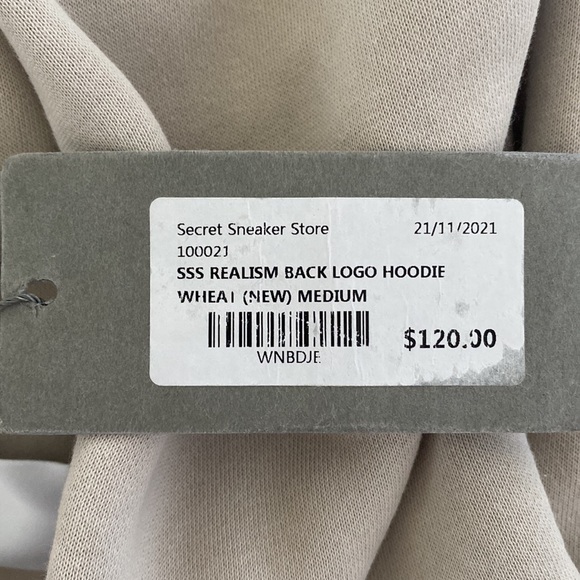 Secret Sneaker Store 21/11/2021
100021
SSS REALISM BACK LOGO HOODIE
WHEAT (NEW) MEDIUM
WNBDJE
$120.00